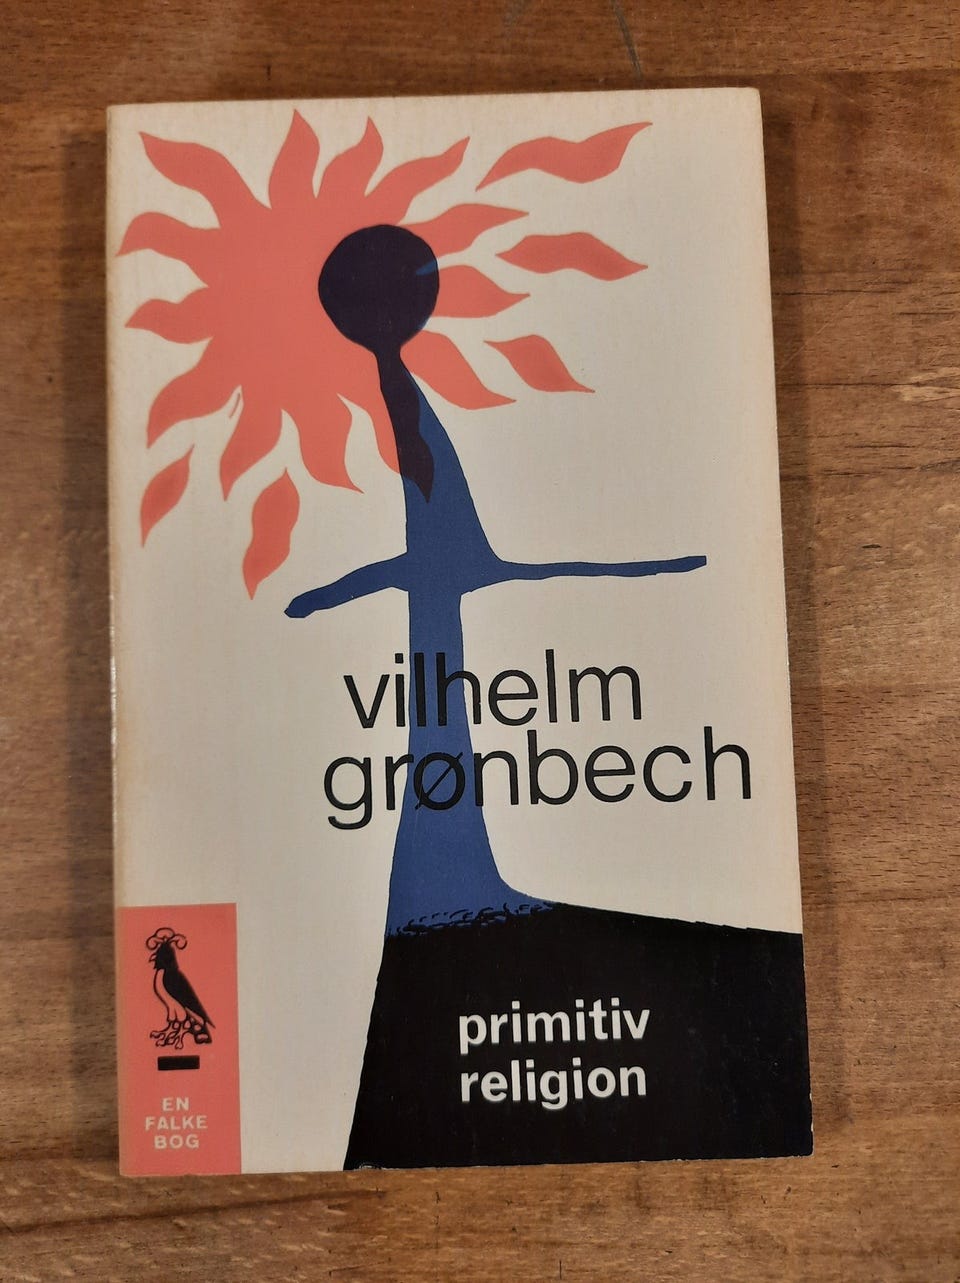 vilhelm
grønbech
primitiv
religion
EN
FALKE
BOG